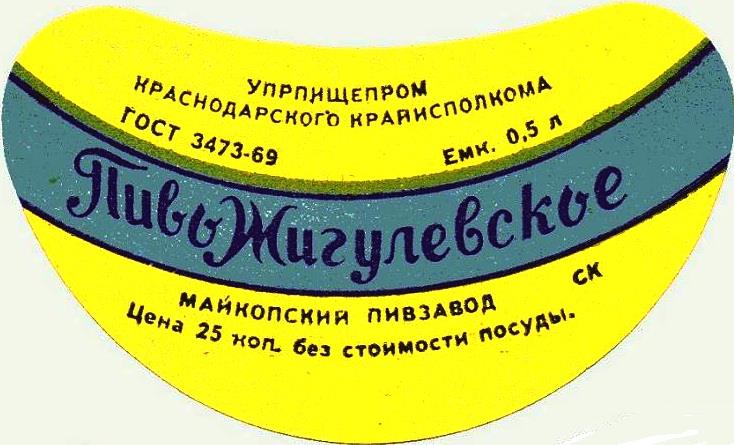 УПРПИЩЕПРОМ
КРАСНОДАРСКОГО КРАЙИСПОЛКОМА
ГОСТ 3473-69
Емк. 0,5 л
Пиво Жигулевское
СК
МАЙКОПСКИЙ ПИВЗАВОД
Цена 25 коп. без стоимости посуды.